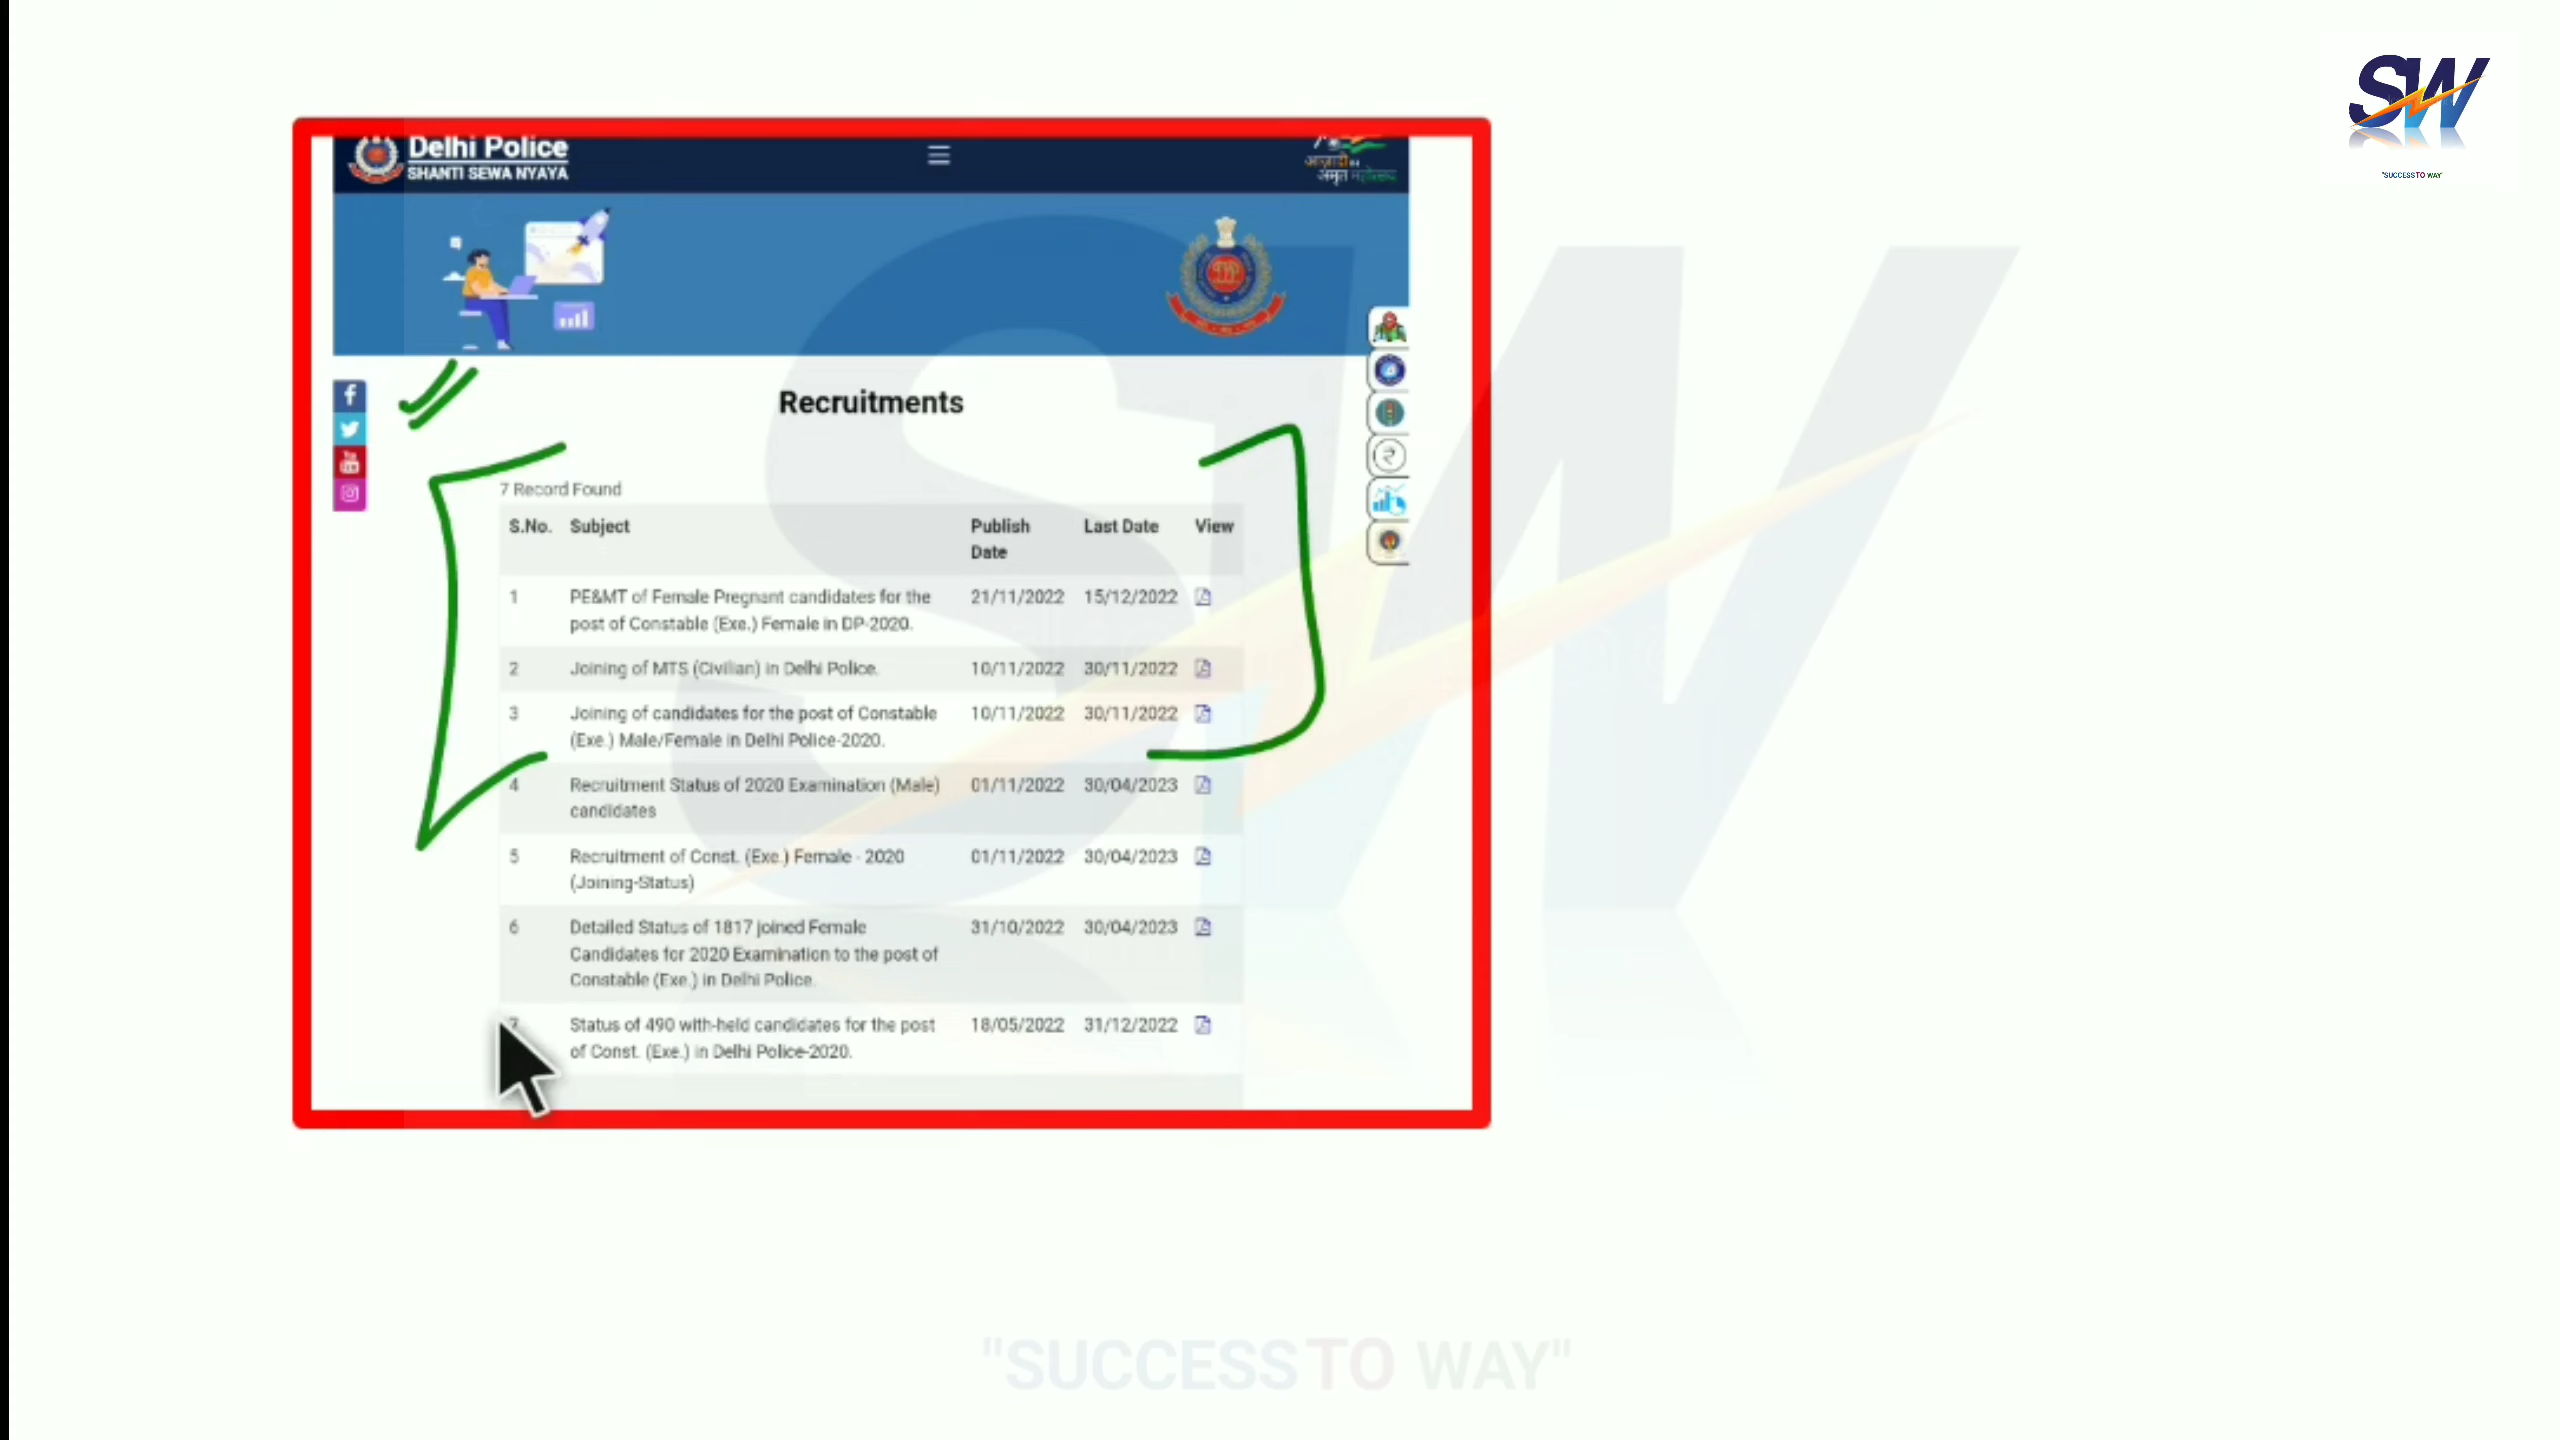 SW
"SUCCESS TO WAY"
Delhi Police
SHANTI SEWA NYAYA
आज़ादी का
अमृत महोत्सव
Recruitments
7 Record Found
S.No. Subject Publish Date Last Date View
1 PE&MT of Female Pregnant candidates for the 21/11/2022 15/12/2022
post of Constable (Exe.) Female in DP-2020.
2 Joining of MTS (Civilian) in Delhi Police. 10/11/2022 30/11/2022
3 Joining of candidates for the post of Constable 10/11/2022 30/11/2022
(Exe.) Male/Female in Delhi Police-2020.
4 Recruitment Status of 2020 Examination (Male) 01/11/2022 30/04/2023
candidates
5 Recruitment of Const. (Exe.) Female - 2020 01/11/2022 30/04/2023
(Joining-Status)
6 Detailed Status of 1817 joined Female 31/10/2022 30/04/2023
Candidates for 2020 Examination to the post of
Constable (Exe.) in Delhi Police.
7 Status of 490 with-held candidates for the post 18/05/2022 31/12/2022
of Const. (Exe.) in Delhi Police-2020.
"SUCCESS TO WAY"